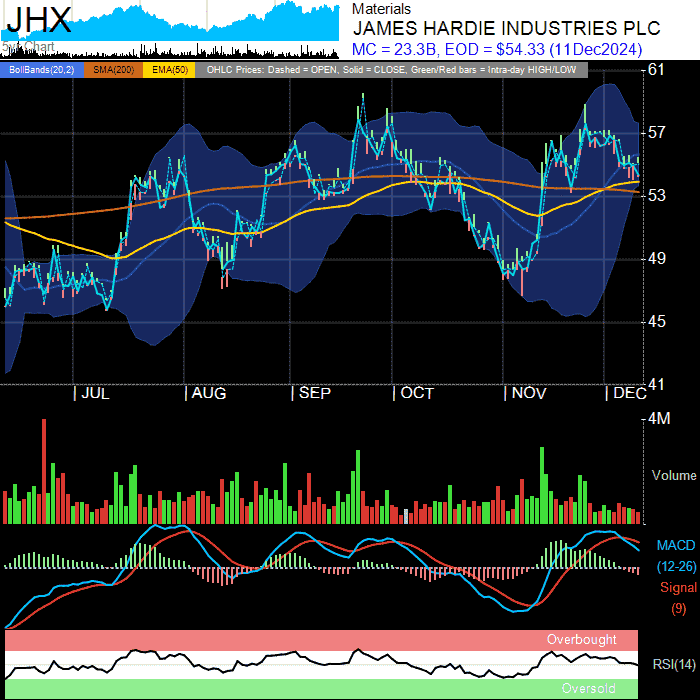 JHX
5yr Chart
Materials
JAMES HARDIE INDUSTRIES PLC
MC = 23.3B, EOD = $54.33 (11Dec2024)
BollBands(20,2) SMA(200) EMA(50) OHLC Prices: Dashed = OPEN, Solid = CLOSE, Green/Red bars = Intra-day HIGH/LOW
61
57
53
49
45
41
| JUL | AUG | SEP | OCT | NOV | DEC
4M
Volume
MACD
(12-26)
Signal
(9)
Overbought
RSI(14)
Oversold